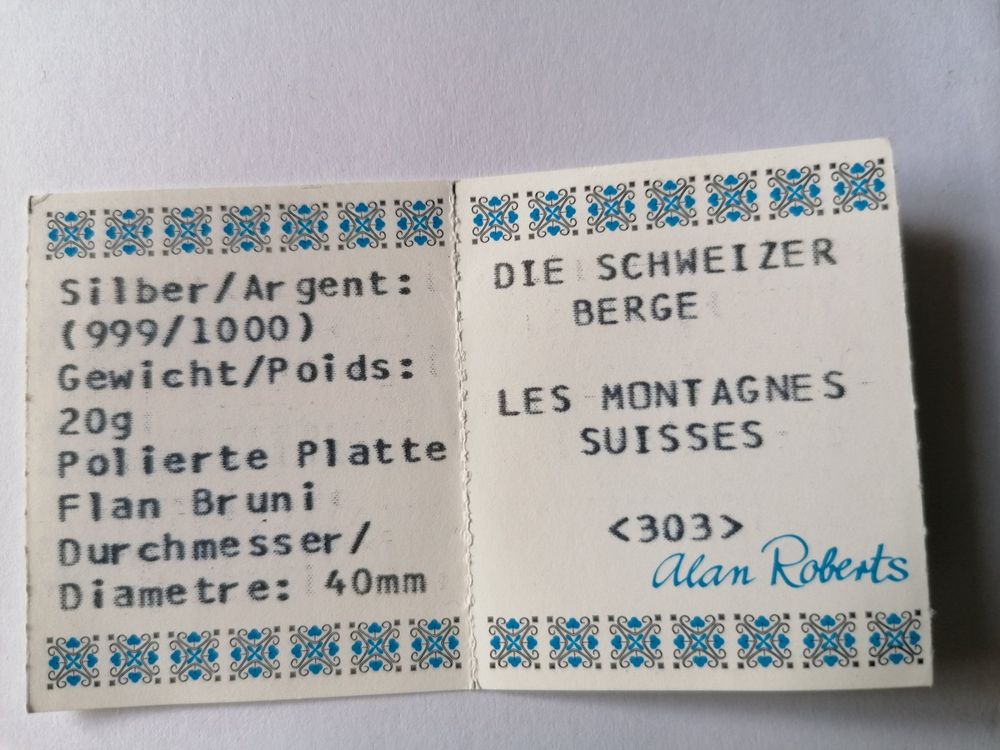 Silber/Argent:
(999/1000)
Gewicht/Poids:
20g
Polierte Platte
Flan Bruni
Durchmesser/
Diametre: 40mm
DIE SCHWEIZER
BERGE
LES MONTAGNES
SUISSES
<303>
Alan Roberts